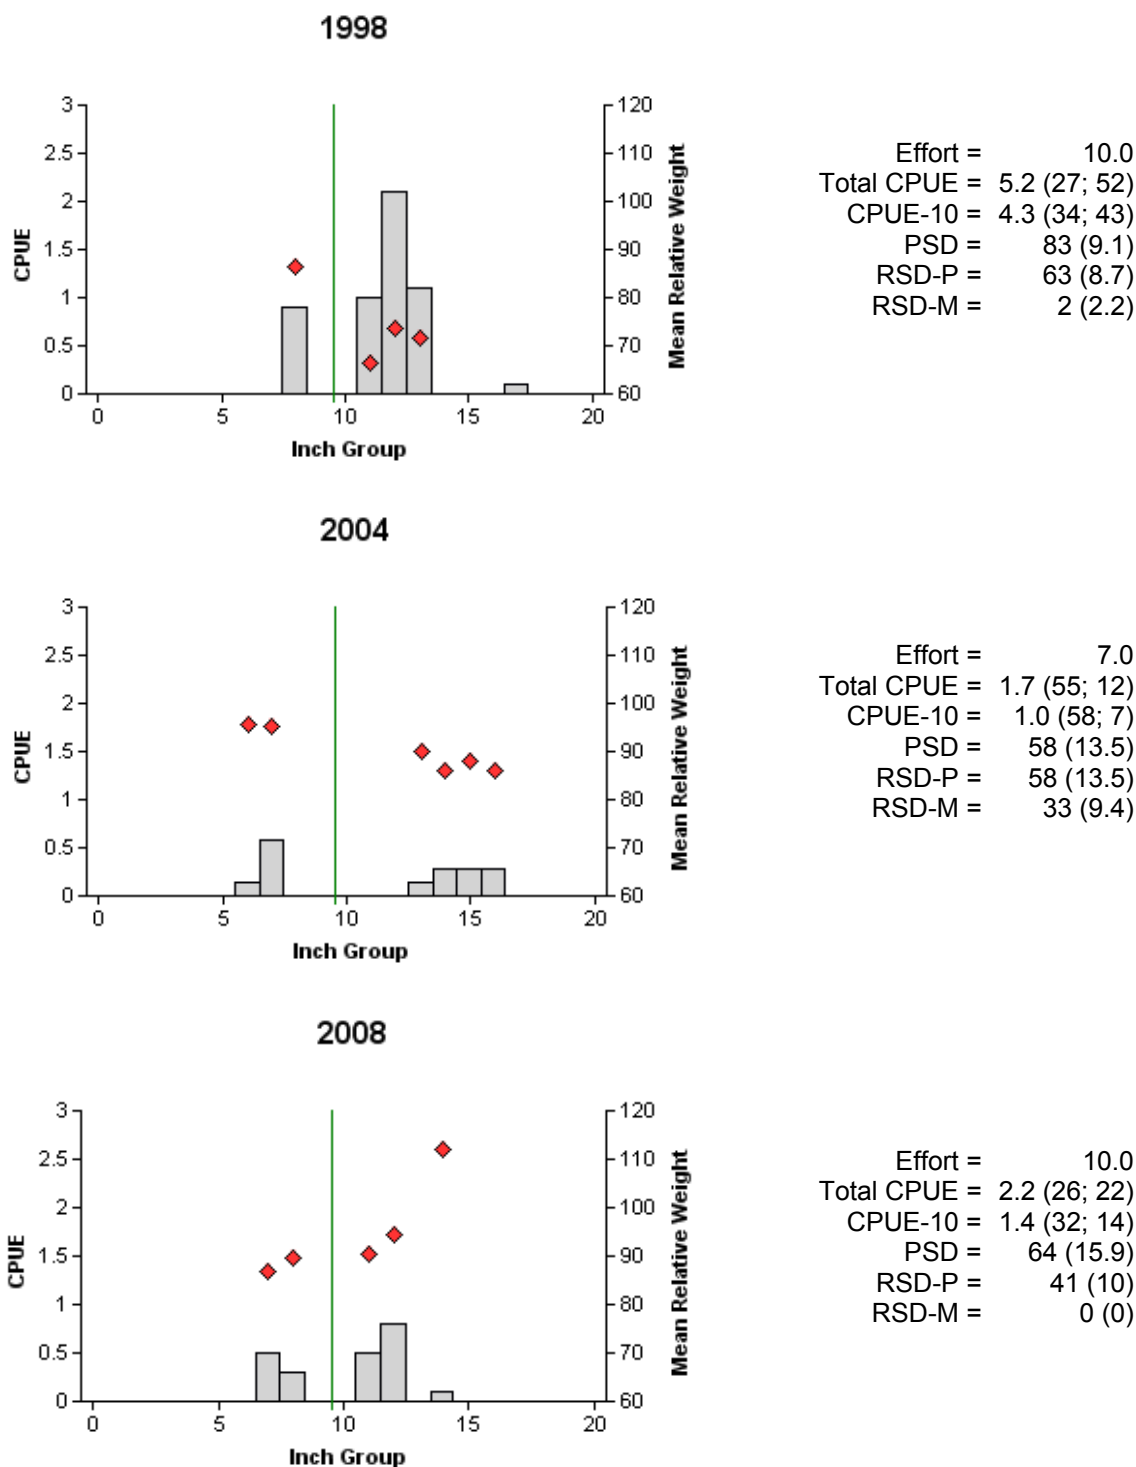 1998
3
2.5
2
1.5
1
0.5
0
CPUE
120
110
100
90
80
70
60
Mean Relative Weight
0 5 10 15 20
Inch Group
Effort = 10.0
Total CPUE = 5.2 (27; 52)
CPUE-10 = 4.3 (34; 43)
PSD = 83 (9.1)
RSD-P = 63 (8.7)
RSD-M = 2 (2.2)
2004
3
2.5
2
1.5
1
0.5
0
CPUE
120
110
100
90
80
70
60
Mean Relative Weight
0 5 10 15 20
Inch Group
Effort = 7.0
Total CPUE = 1.7 (55; 12)
CPUE-10 = 1.0 (58; 7)
PSD = 58 (13.5)
RSD-P = 58 (13.5)
RSD-M = 33 (9.4)
2008
3
2.5
2
1.5
1
0.5
0
CPUE
120
110
100
90
80
70
60
Mean Relative Weight
0 5 10 15 20
Inch Group
Effort = 10.0
Total CPUE = 2.2 (26; 22)
CPUE-10 = 1.4 (32; 14)
PSD = 64 (15.9)
RSD-P = 41 (10)
RSD-M = 0 (0)